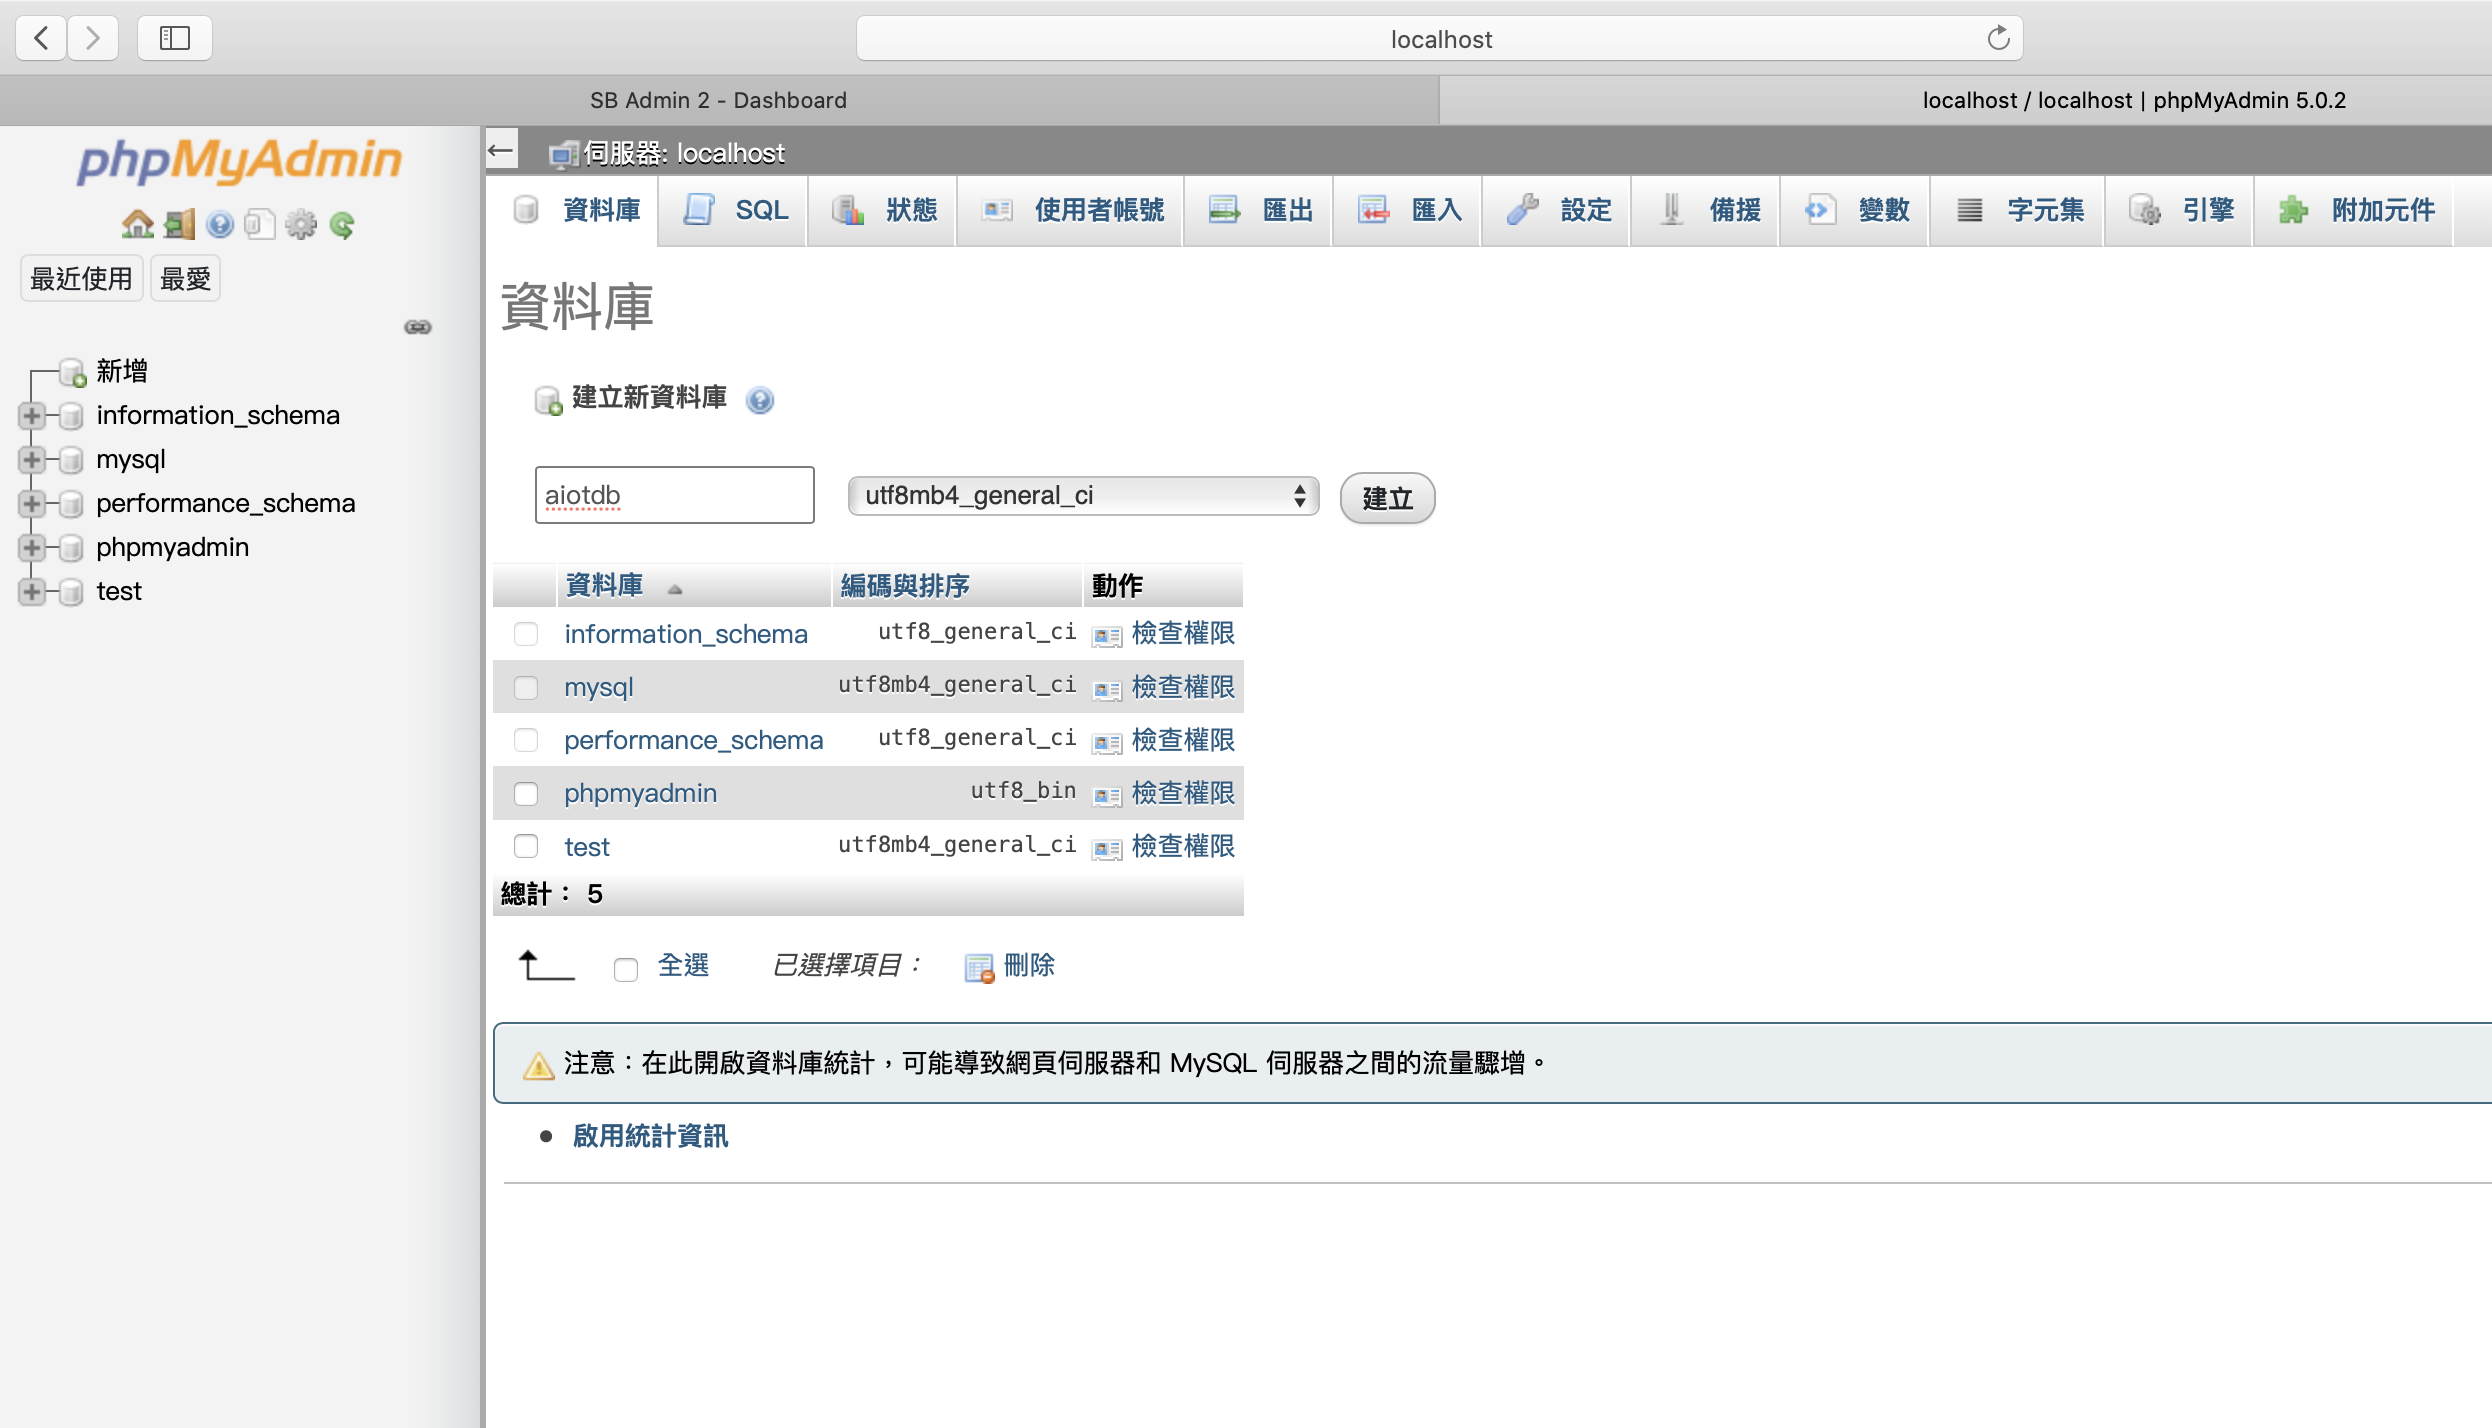 localhost
SB Admin 2 - Dashboard
localhost / localhost | phpMyAdmin 5.0.2
phpMyAdmin
伺服器: localhost
資料庫 SQL 狀態 使用者帳號 匯出 匯入 設定 備援 變數 字元集 引擎 附加元件
最近使用 最愛
新增
information_schema
mysql
performance_schema
phpmyadmin
test
資料庫
建立新資料庫
aiotdb utf8mb4_general_ci 建立
資料庫 編碼與排序 動作
information_schema utf8_general_ci 檢查權限
mysql utf8mb4_general_ci 檢查權限
performance_schema utf8_general_ci 檢查權限
phpmyadmin utf8_bin 檢查權限
test utf8mb4_general_ci 檢查權限
總計： 5
全選 已選擇項目： 刪除
注意：在此開啟資料庫統計，可能導致網頁伺服器和 MySQL 伺服器之間的流量驟增。
啟用統計資訊